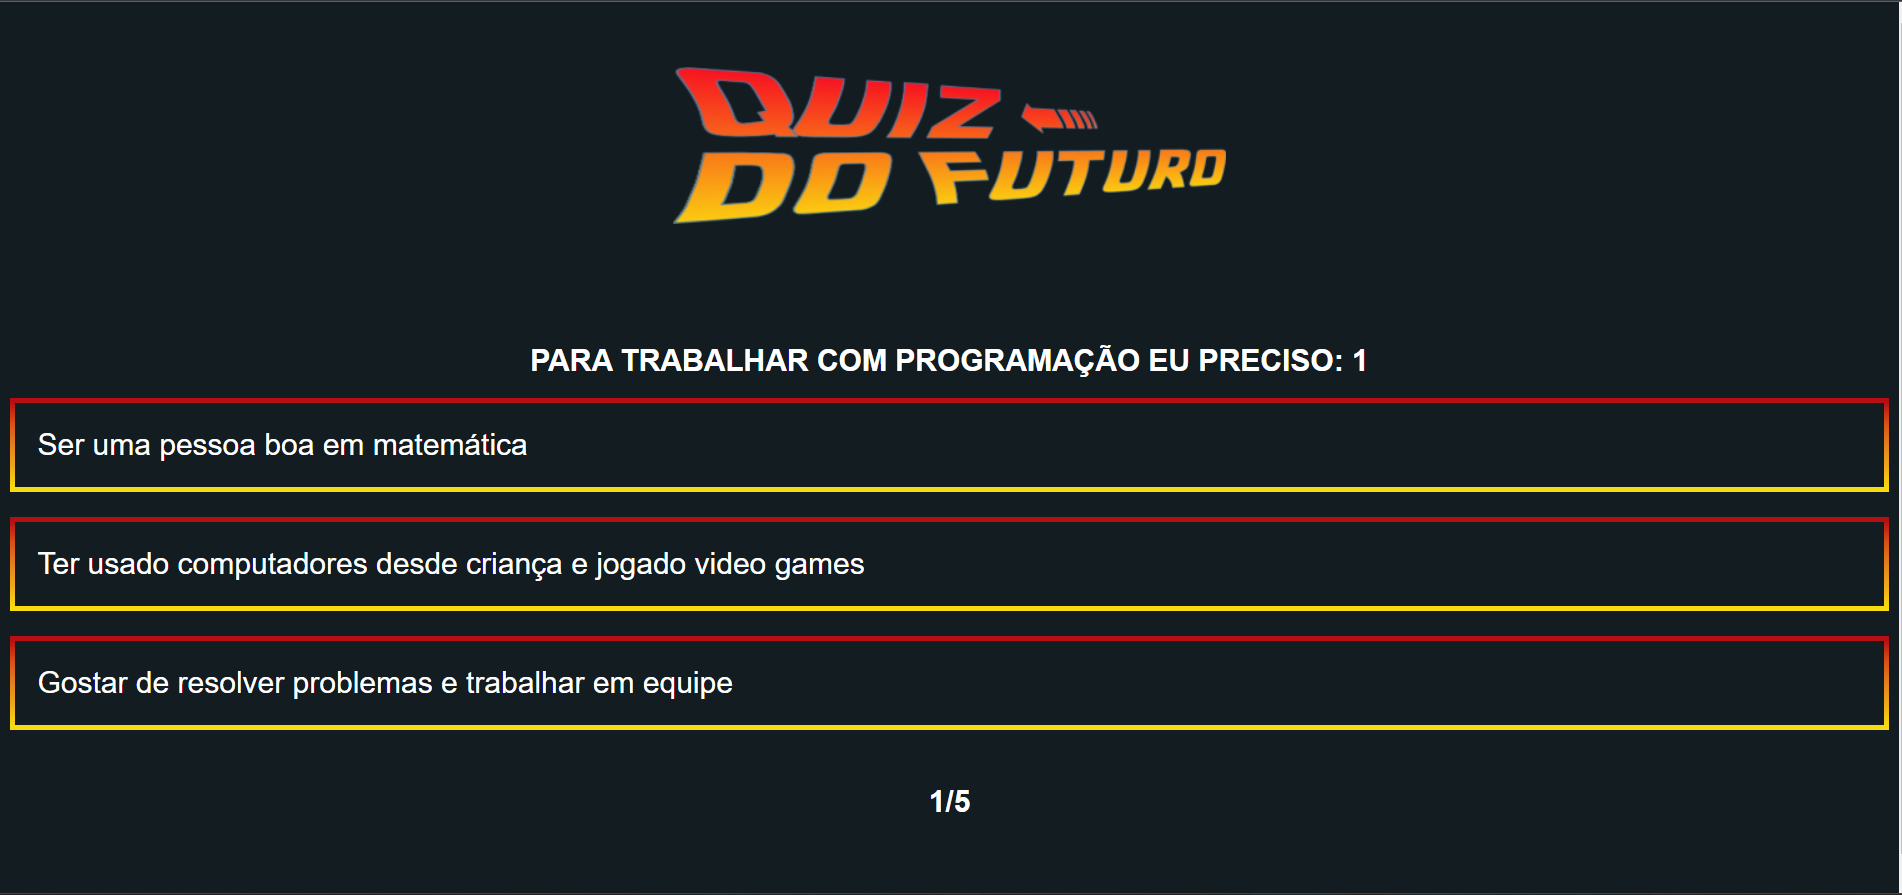 QUIZ
DO FUTURO
PARA TRABALHAR COM PROGRAMAÇÃO EU PRECISO: 1
Ser uma pessoa boa em matemática
Ter usado computadores desde criança e jogado video games
Gostar de resolver problemas e trabalhar em equipe
1/5